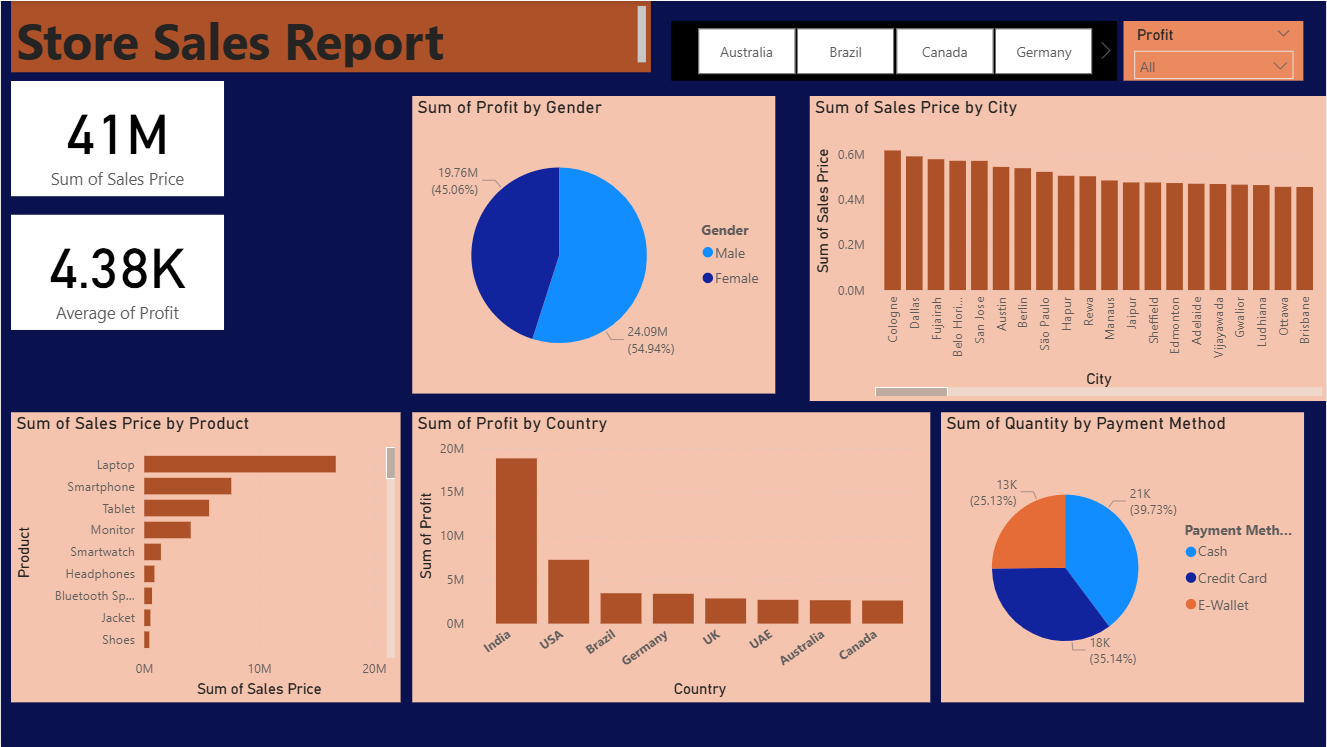 Store Sales Report
Australia
Brazil
Canada
Germany
Profit
All
41M
Sum of Sales Price
4.38K
Average of Profit
Sum of Profit by Gender
19.76M
(45.06%)
24.09M
(54.94%)
Gender
Male
Female
Sum of Sales Price by City
Sum of Sales Price
0.6M
0.4M
0.2M
0.0M
Cologne
Dallas
Fujairah
Belo Hori...
San Jose
Austin
Berlin
São Paulo
Hapur
Rewa
Manaus
Jaipur
Sheffield
Edmonton
Adelaide
Vijayawada
Gwalior
Ludhiana
Ottawa
Brisbane
City
Sum of Sales Price by Product
Product
Laptop
Smartphone
Tablet
Monitor
Smartwatch
Headphones
Bluetooth Sp...
Jacket
Shoes
0M
10M
20M
Sum of Sales Price
Sum of Profit by Country
Sum of Profit
20M
15M
10M
5M
0M
India
USA
Brazil
Germany
UK
UAE
Australia
Canada
Country
Sum of Quantity by Payment Method
13K
(25.13%)
21K
(39.73%)
18K
(35.14%)
Payment Meth...
Cash
Credit Card
E-Wallet